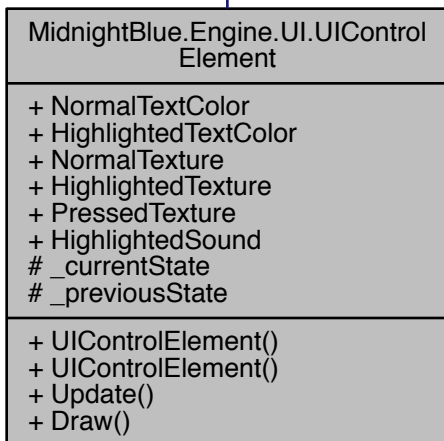 MidnightBlue.Engine.UI.UIControl
Element
+ NormalTextColor
+ HighlightedTextColor
+ NormalTexture
+ HighlightedTexture
+ PressedTexture
+ HighlightedSound
# _currentState
# _previousState
+ UIControlElement()
+ UIControlElement()
+ Update()
+ Draw()